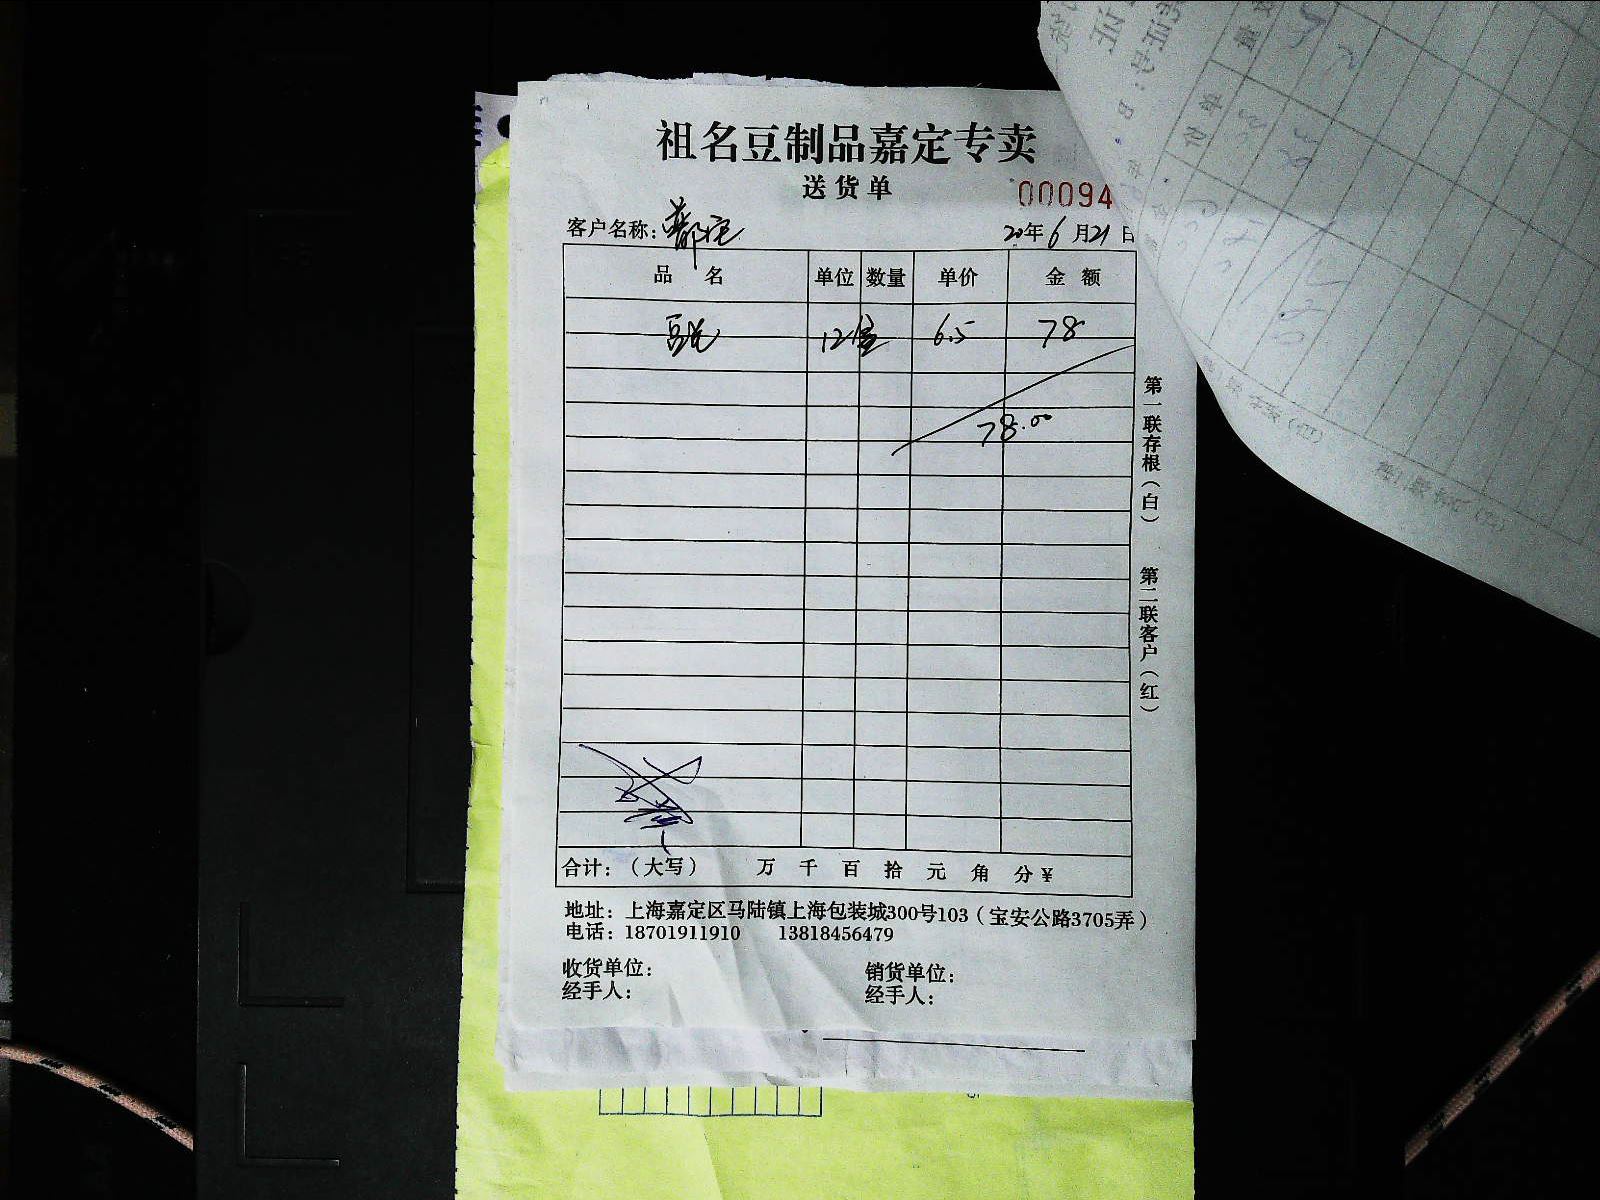 祖名豆制品嘉定专卖
送货单
00094
客户名称：
20年6月21日
品名 单位 数量 单价 金额
12盒 6.5 78
78.00
第一联存根（白）
第二联客户（红）
合计：（大写） 万 千 百 拾 元 角 分 ¥
地址：上海嘉定区马陆镇上海包装城300号103（宝安公路3705弄）
电话：18701911910 13818456479
收货单位：
销货单位：
经手人：
经手人：